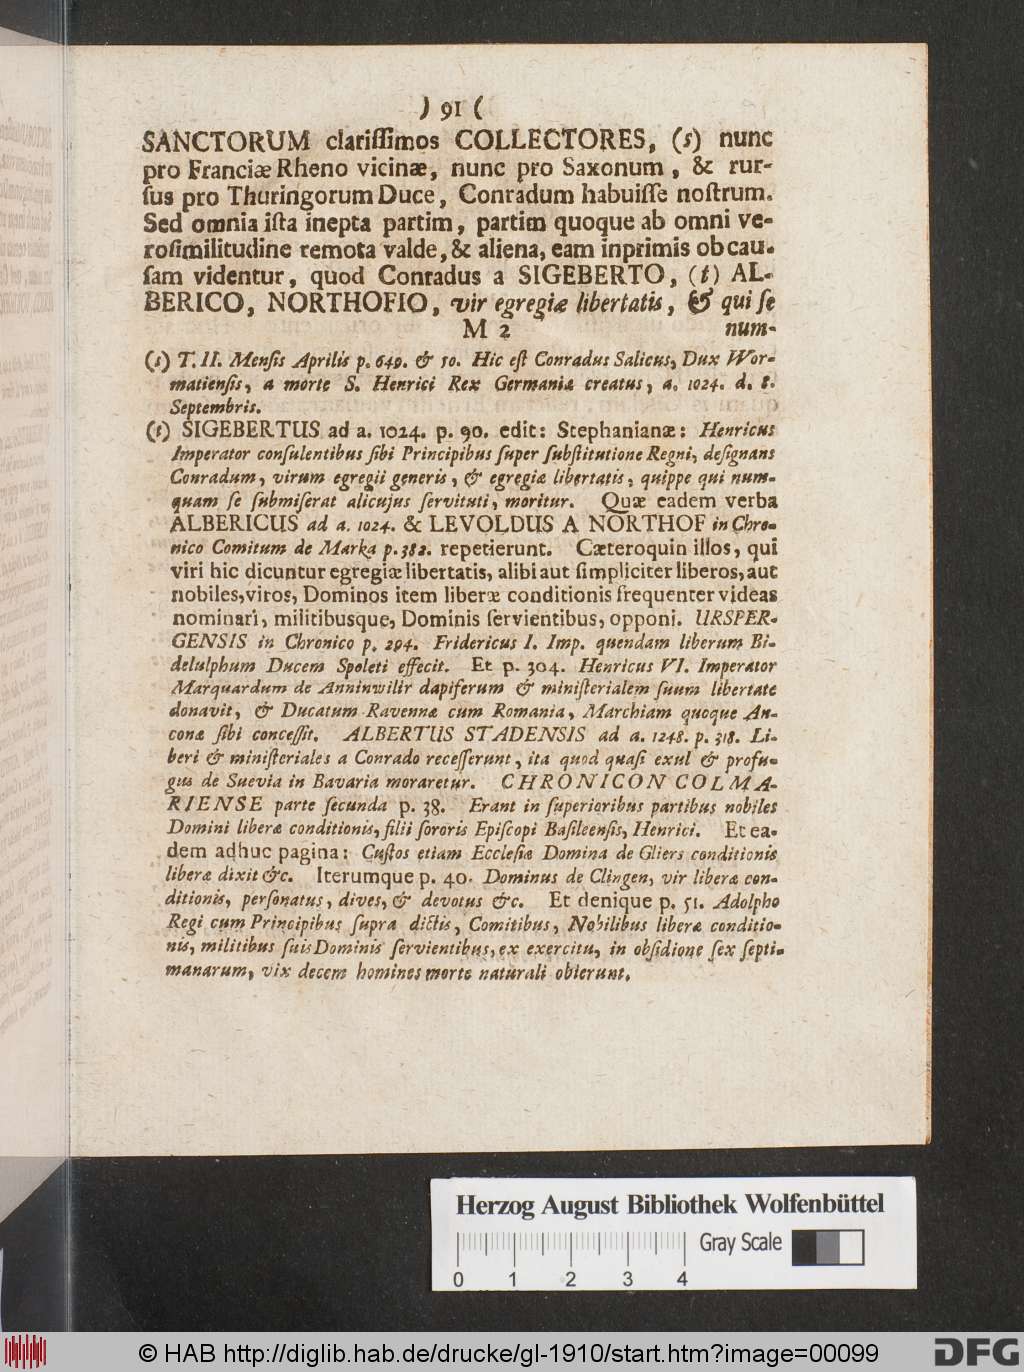 ) 91 (
SANCTORUM clariſſimos COLLECTORES, (s) nunc
pro Franciæ Rheno vicinæ, nunc pro Saxonum, & rur-
ſus pro Thuringorum Duce, Conradum habuiſſe noſtrum.
Sed omnia iſta inepta partim, partim quoque ab omni ve-
roſimilitudine remota valde, & aliena, eam inprimis ob cau-
ſam videntur, quod Conradus a SIGEBERTO, (t) AL-
BERICO, NORTHOFIO, vir egregiæ libertatis, & qui ſe
M 2 num-
(s) T. II. Menſis Aprilis p. 649. & 50. Hic eſt Conradus Salicus, Dux Wor-
matienſis, a morte S. Henrici Rex Germaniæ creatus, a. 1024. d. 8.
Septembris.
(t) SIGEBERTUS ad a. 1024. p. 90. edit: Stephanianæ: Henricus
Imperator conſulentibus ſibi Principibus ſuper ſubſtitutione Regni, deſignans
Conradum, virum egregii generis, & egregiæ libertatis, quippe qui num-
quam ſe ſubmiſerat alicujus ſervituti, moritur. Quæ eadem verba
ALBERICUS ad a. 1024. & LEVOLDUS A NORTHOF in Chro-
nico Comitum de Marka p. 382. repetierunt. Cæteroquin illos, qui
viri hic dicuntur egregiæ libertatis, alibi aut ſimpliciter liberos, aut
nobiles, viros, Dominos item liberæ conditionis frequenter videas
nominari, militibusque, Dominis ſervientibus, opponi. URSPER-
GENSIS in Chronico p. 294. Fridericus I. Imp. quendam liberum Bi-
delulphum Ducem Spoleti effecit. Et p. 304. Henricus VI. Imperator
Marquardum de Anninwilir dapiferum & miniſterialem ſuum libertate
donavit, & Ducatum Ravennæ cum Romania, Marchiam quoque An-
conæ ſibi conceſſit. ALBERTUS STADENSIS ad a. 1248. p. 318. Li-
beri & miniſteriales a Conrado receſſerunt, ita quod quaſi exul & profu-
gus de Suevia in Bavaria moraretur. CHRONICON COLMA-
RIENSE parte ſecunda p. 38. Erant in ſuperioribus partibus nobiles
Domini liberæ conditionis, filii ſororis Epiſcopi Baſileenſis, Henrici. Et ea-
dem adhuc pagina: Cuſtos etiam Eccleſiæ Domina de Gliers conditionis
liberæ dixit &c. Iterumque p. 40. Dominus de Clingen, vir liberæ con-
ditionis, perſonatus, dives, & devotus &c. Et denique p. 51. Adolpho
Regi cum Principibus ſupra dictis, Comitibus, Nobilibus liberæ conditio-
nis, militibus ſuis Dominis ſervientibus, ex exercitu, in obſidione ſex ſepti-
manarum, vix decem homines morte naturali obierunt.
Herzog August Bibliothek Wolfenbüttel
Gray Scale
0 1 2 3 4
© HAB http://diglib.hab.de/drucke/gl-1910/start.htm?image=00099
DFG